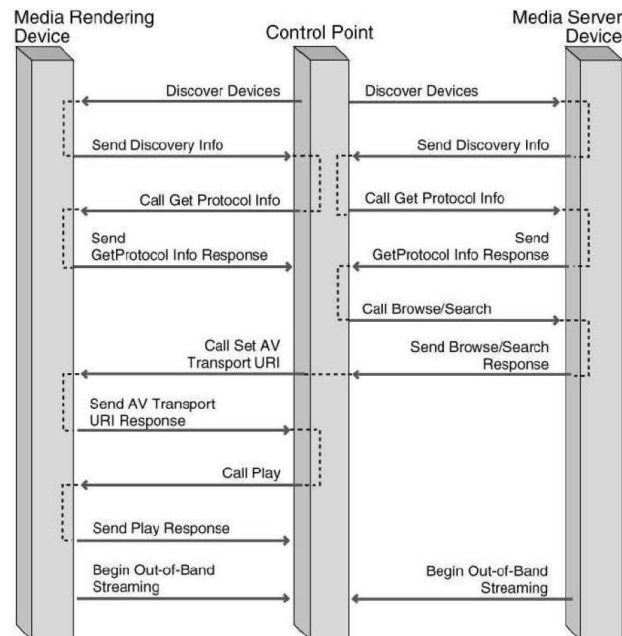 Media Rendering
Device
Control Point
Media Server
Device
Discover Devices
Discover Devices
Send Discovery Info
Send Discovery Info
Call Get Protocol Info
Call Get Protocol Info
Send
GetProtocol Info Response
Send
GetProtocol Info Response
Call Browse/Search
Call Set AV
Transport URI
Send Browse/Search
Response
Send AV Transport
URI Response
Call Play
Send Play Response
Begin Out-of-Band
Streaming
Begin Out-of-Band
Streaming